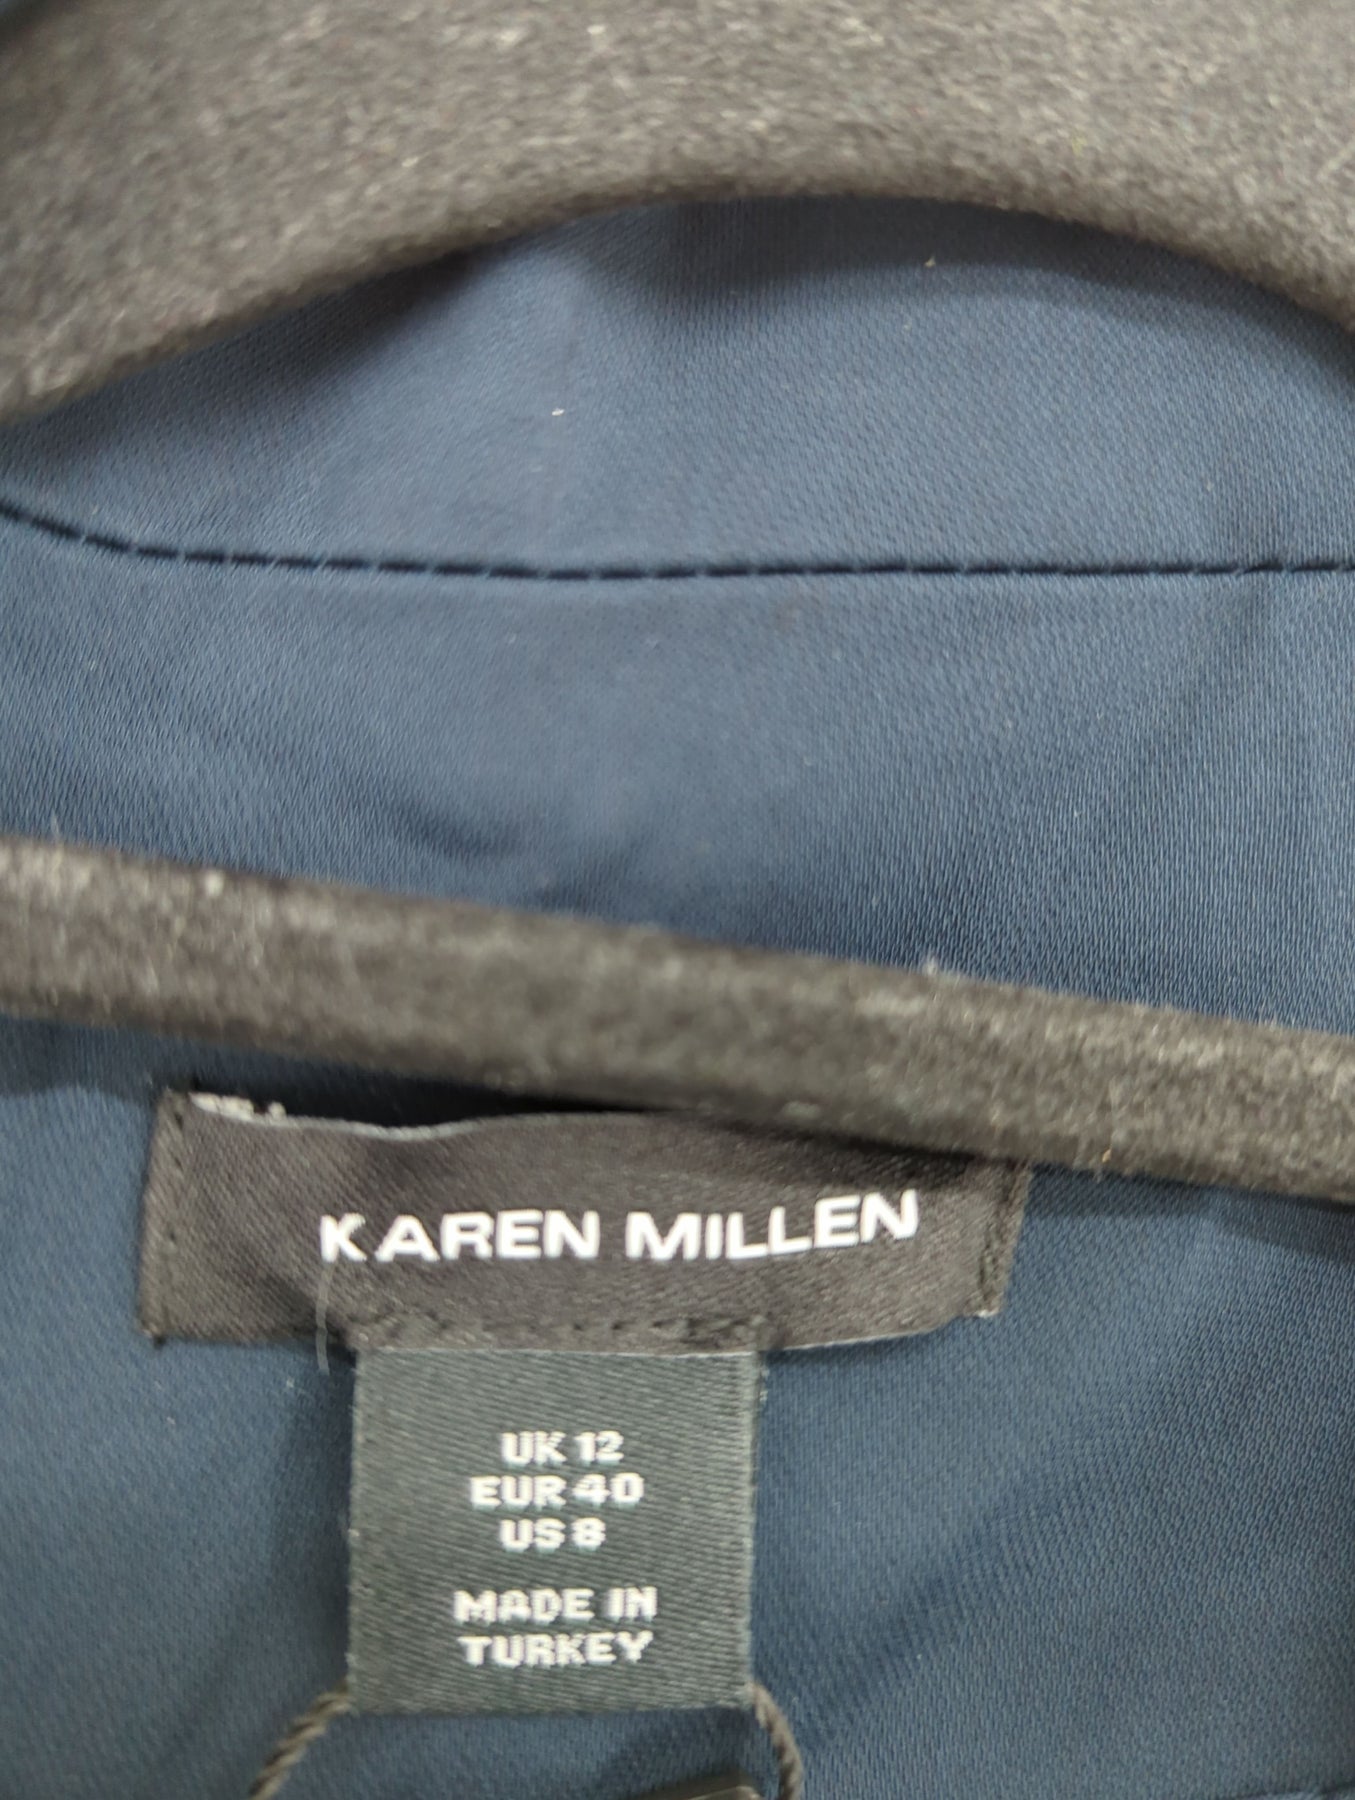 KAREN MILLEN
UK 12
EUR 40
US 8
MADE IN
TURKEY